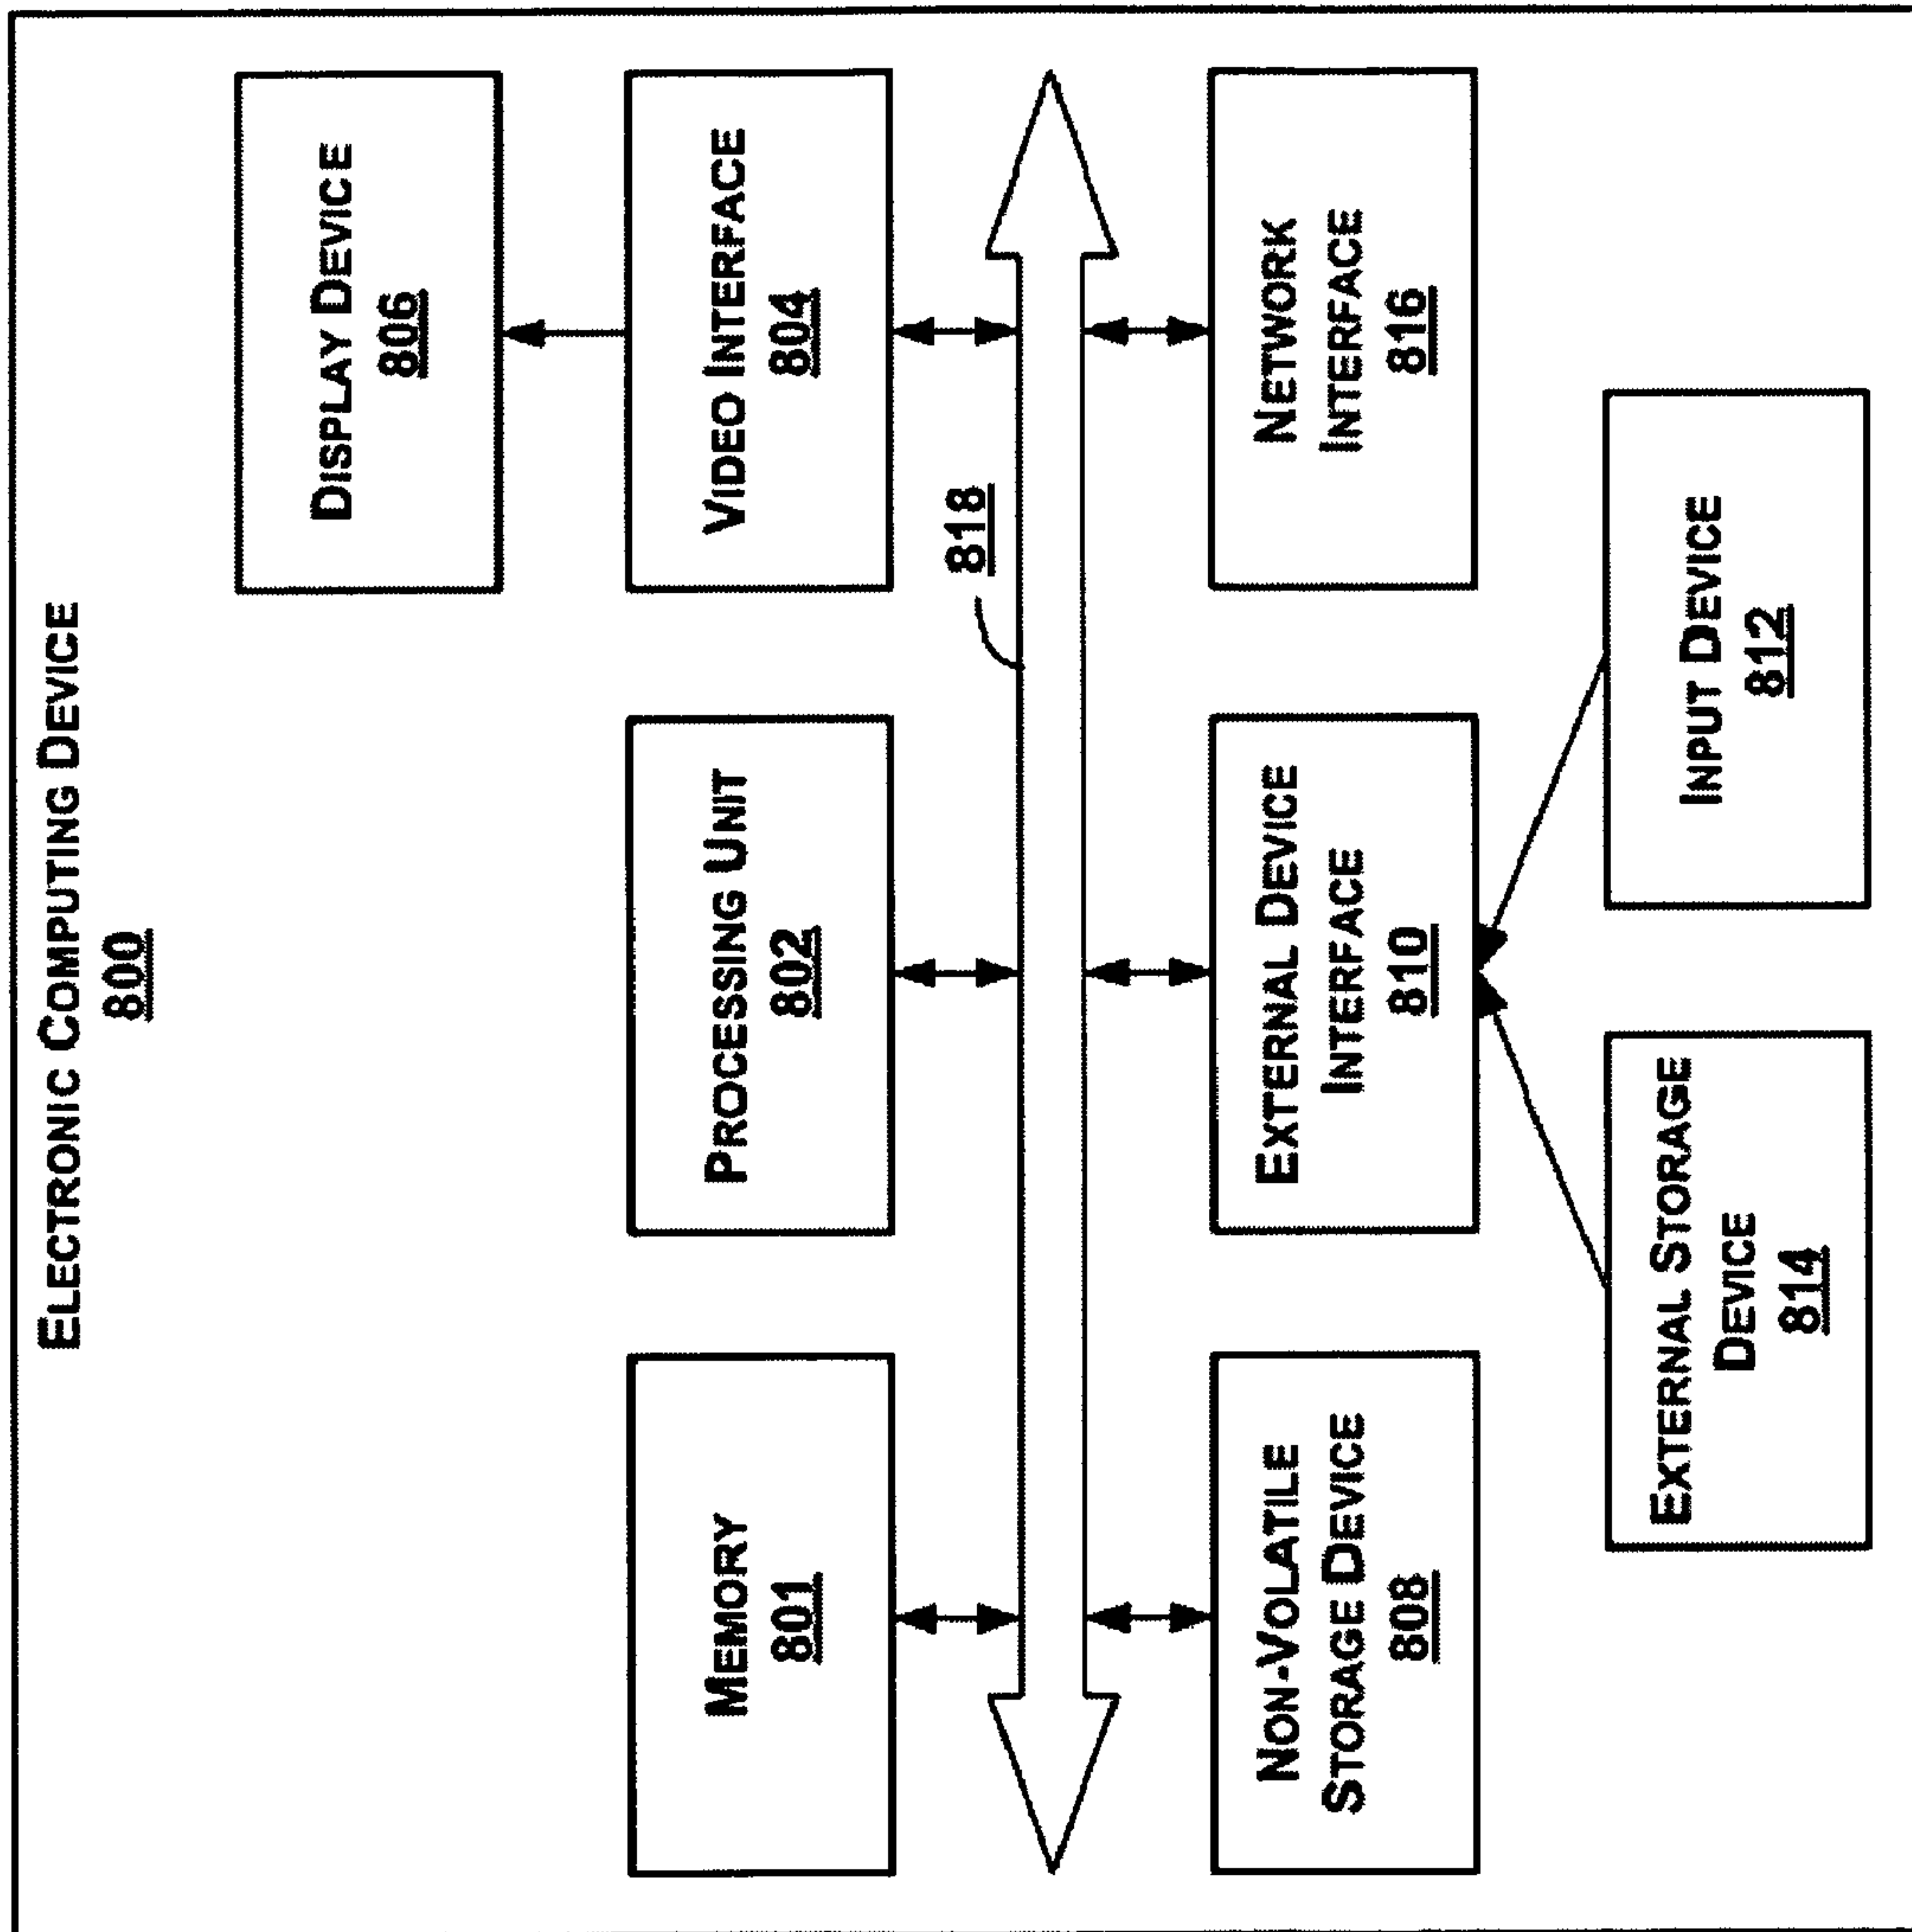 ELECTRONIC COMPUTING DEVICE
800
DISPLAY DEVICE
806
MEMORY
801
PROCESSING UNIT
802
VIDEO INTERFACE
804
818
NON-VOLATILE
STORAGE DEVICE
808
EXTERNAL DEVICE
INTERFACE
810
NETWORK
INTERFACE
816
EXTERNAL STORAGE
DEVICE
814
INPUT DEVICE
812